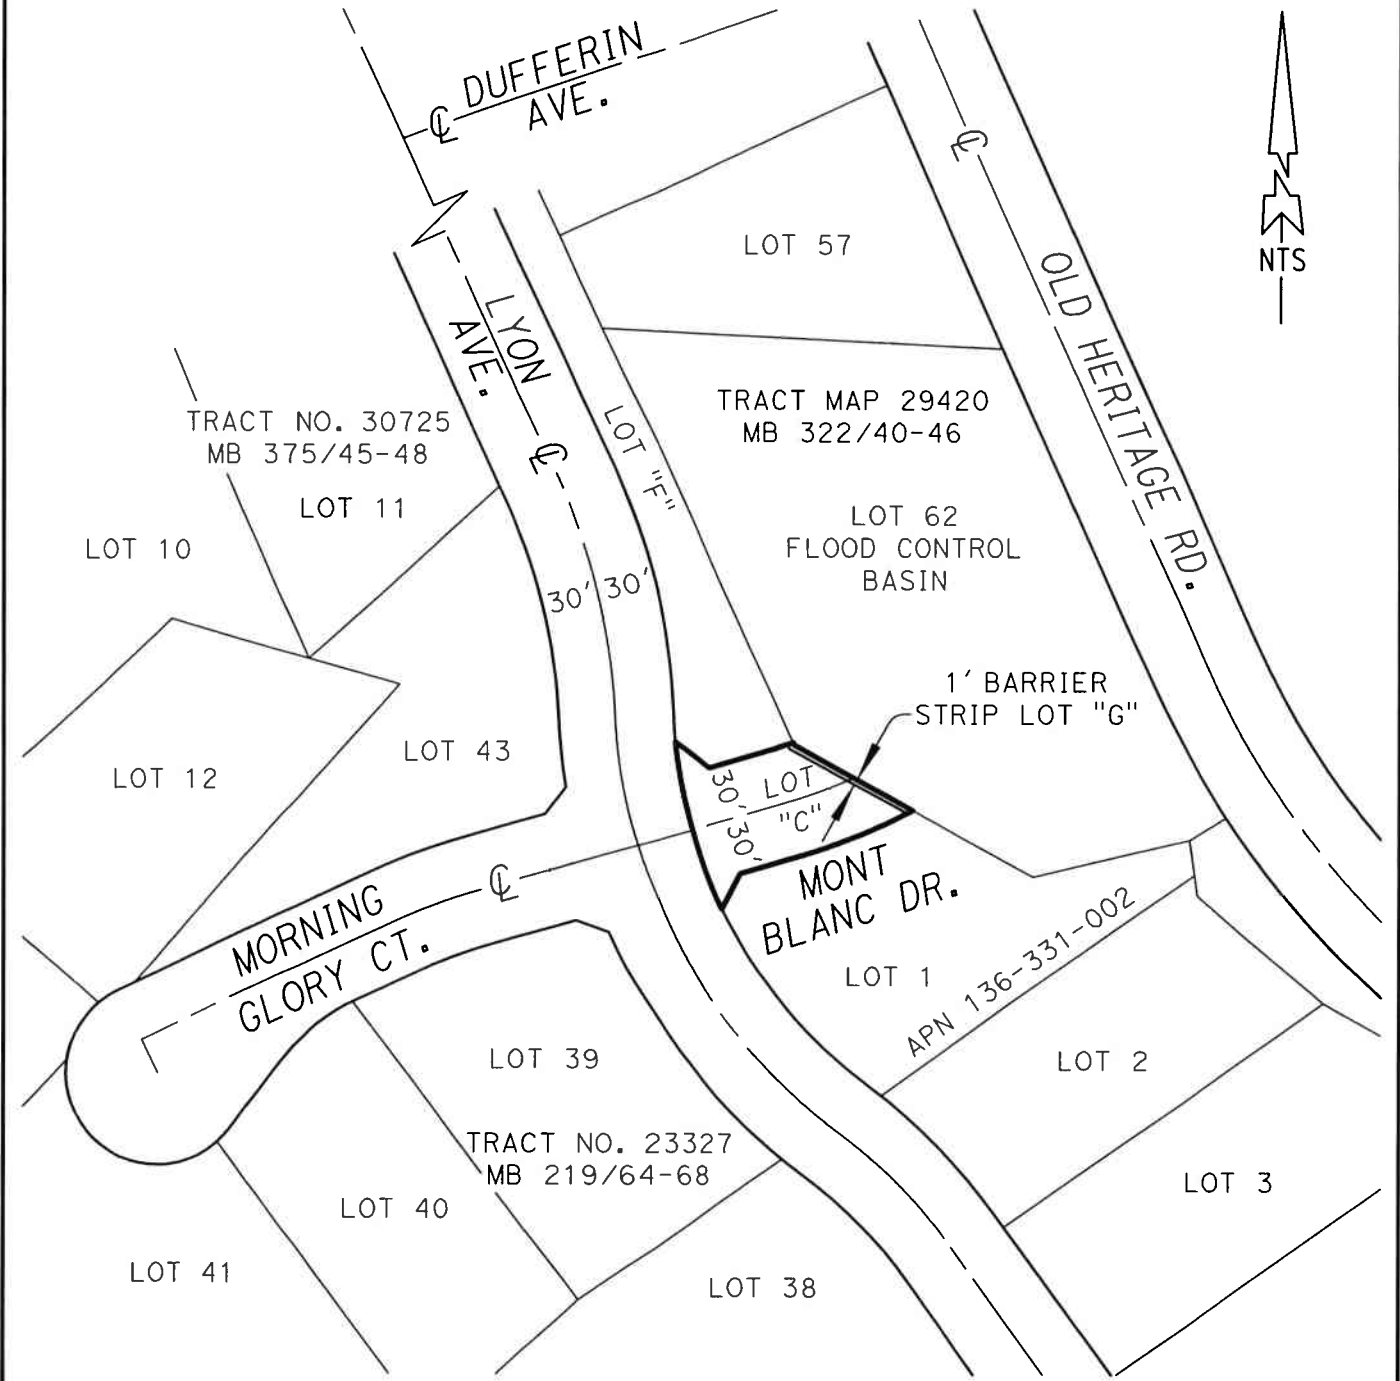 DUFFERIN
AVE.
LOT 57
NTS
LYON
AVE.
OLD HERITAGE RD.
TRACT NO. 30725
MB 375/45-48
LOT 11
LOT 10
LOT "F"
TRACT MAP 29420
MB 322/40-46
LOT 62
FLOOD CONTROL
BASIN
30' 30'
1' BARRIER
STRIP LOT "G"
LOT 12
LOT 43
30'
30'
LOT
"C"
MONT
BLANC DR.
MORNING
GLORY CT.
LOT 1
APN 136-331-002
LOT 39
LOT 2
TRACT NO. 23327
MB 219/64-68
LOT 3
LOT 40
LOT 41
LOT 38